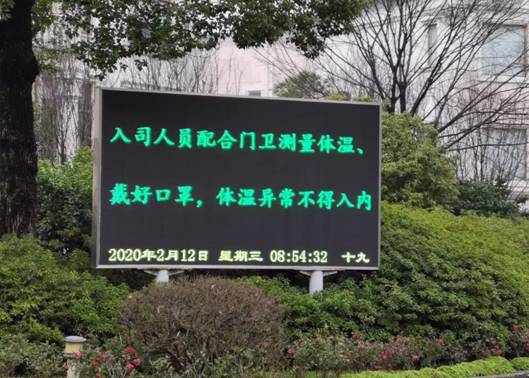 入司人员配合门卫测量体温、
戴好口罩，体温异常不得入内
2020年2月12日 星期三 08:54:32 十九